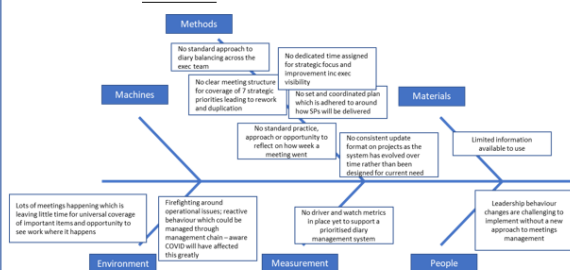 Methods
No standard approach to
diary balancing across the
exec team
No dedicated time assigned
for strategic focus and
improvement inc exec
visibility
Machines
No clear meeting structure
for coverage of 7 strategic
priorities leading to rework
and duplication
No set and coordinated plan
which is adhered to around
how SPs will be delivered
Materials
No standard practice,
approach or opportunity to
reflect on how week a
meeting went
No consistent update
format on projects as the
system has evolved over
time rather than been
designed for current need
Limited information
available to use
Lots of meetings happening which is
leaving little time for universal coverage
of important items and opportunity to
see work where it happens
Firefighting around
operational issues; reactive
behaviour which could be
managed through
management chain – aware
COVID will have affected
this greatly
No driver and watch metrics
in place yet to support a
prioritised diary
management system
Leadership behaviour
changes are challenging to
implement without a new
approach to meetings
management
Environment
Measurement
People